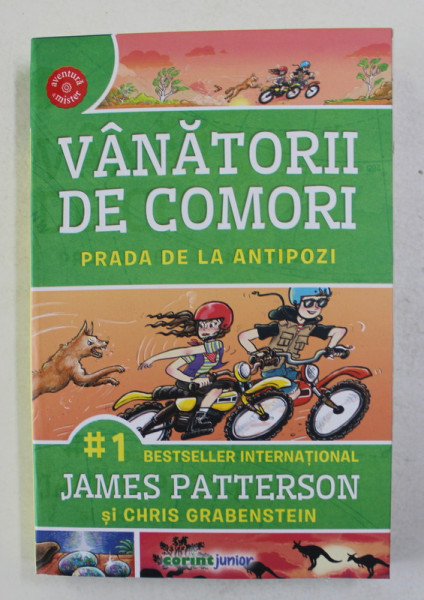 aventură
& mister
VÂNĂTORII
DE COMORI
PRADA DE LA ANTIPOZI
#1 BESTSELLER INTERNAȚIONAL
JAMES PATTERSON
și CHRIS GRABENSTEIN
corint junior